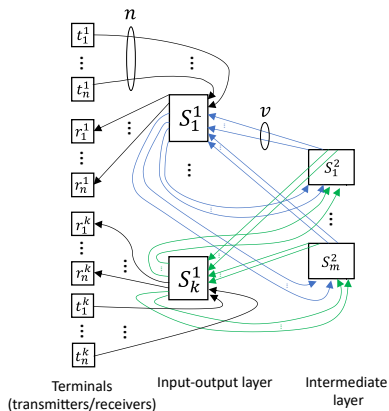 n
t_1^1
...
t_n^1
...
r_1^1
...
r_n^1
...
S_1^1
v
...
S_1^2
r_1^k
...
r_n^k
t_1^k
...
t_n^k
...
S_k^1
...
S_m^2
Terminals
(transmitters/receivers)
Input-output layer
Intermediate
layer